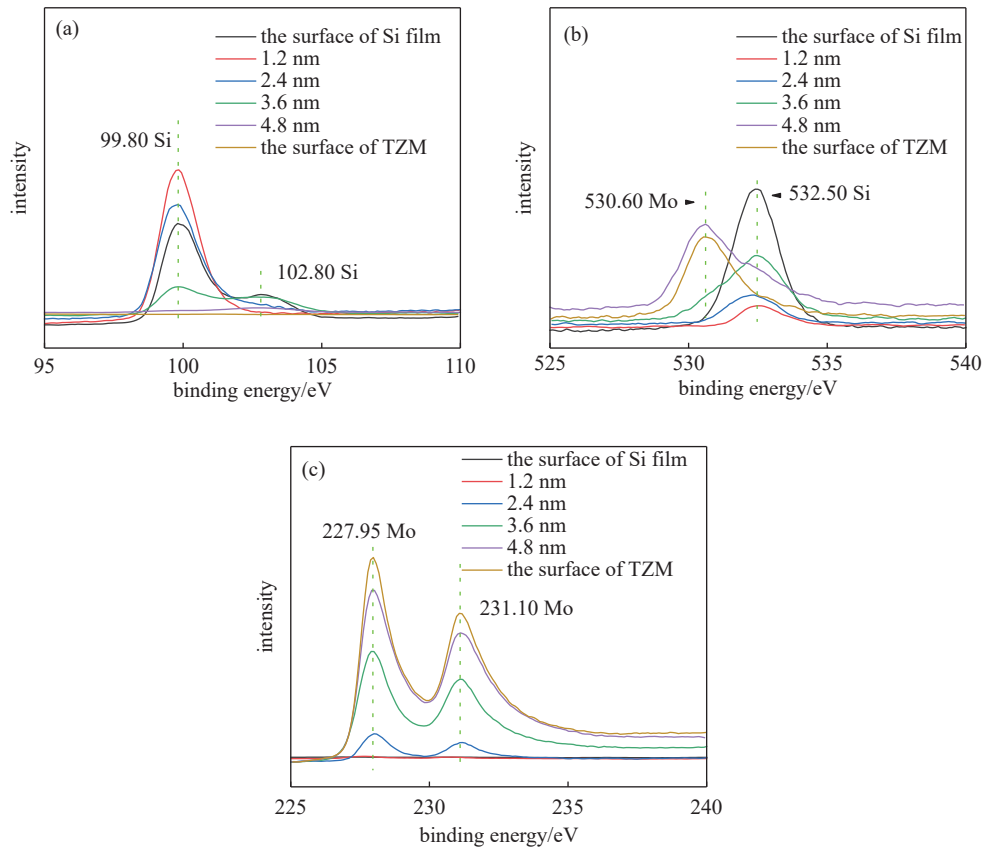 (a)
the surface of Si film
1.2 nm
2.4 nm
3.6 nm
4.8 nm
the surface of TZM
99.80 Si
102.80 Si
intensity
95
100
105
110
binding energy/eV
(b)
the surface of Si film
1.2 nm
2.4 nm
3.6 nm
4.8 nm
the surface of TZM
530.60 Mo
532.50 Si
intensity
525
530
535
540
binding energy/eV
(c)
the surface of Si film
1.2 nm
2.4 nm
3.6 nm
4.8 nm
the surface of TZM
227.95 Mo
231.10 Mo
intensity
225
230
235
240
binding energy/eV